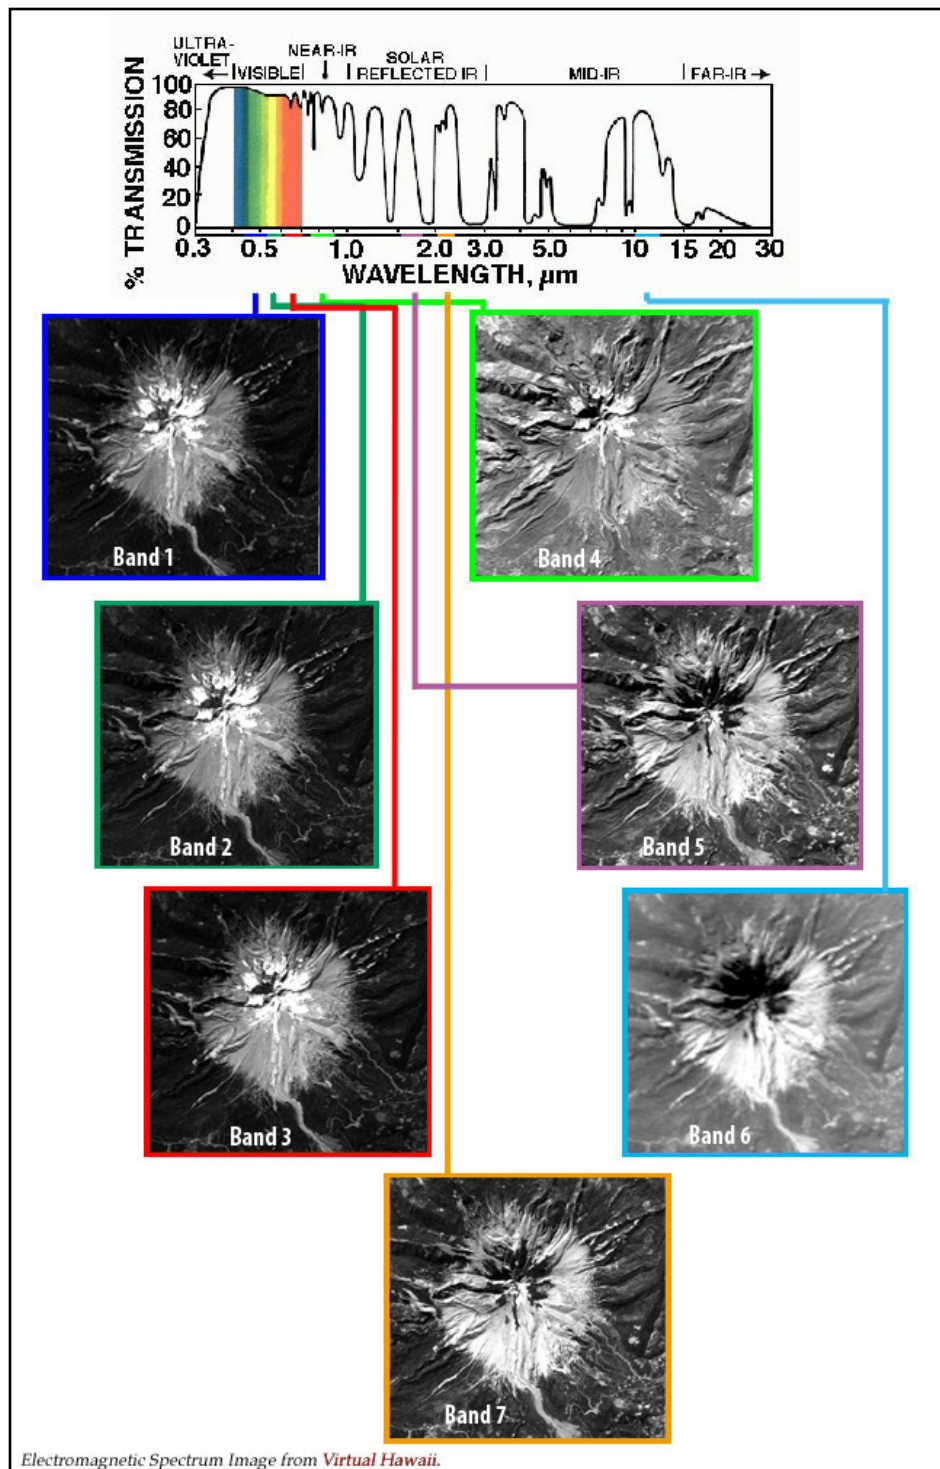 ULTRA-
VIOLET
VISIBLE
NEAR-IR
SOLAR
REFLECTED IR
MID-IR
FAR-IR
% TRANSMISSION
100
80
60
40
20
0
0.3 0.5 1.0 2.0 3.0 5.0 10 15 20 30
WAVELENGTH, µm
Band 1
Band 4
Band 2
Band 5
Band 3
Band 6
Band 7
Electromagnetic Spectrum Image from Virtual Hawaii.